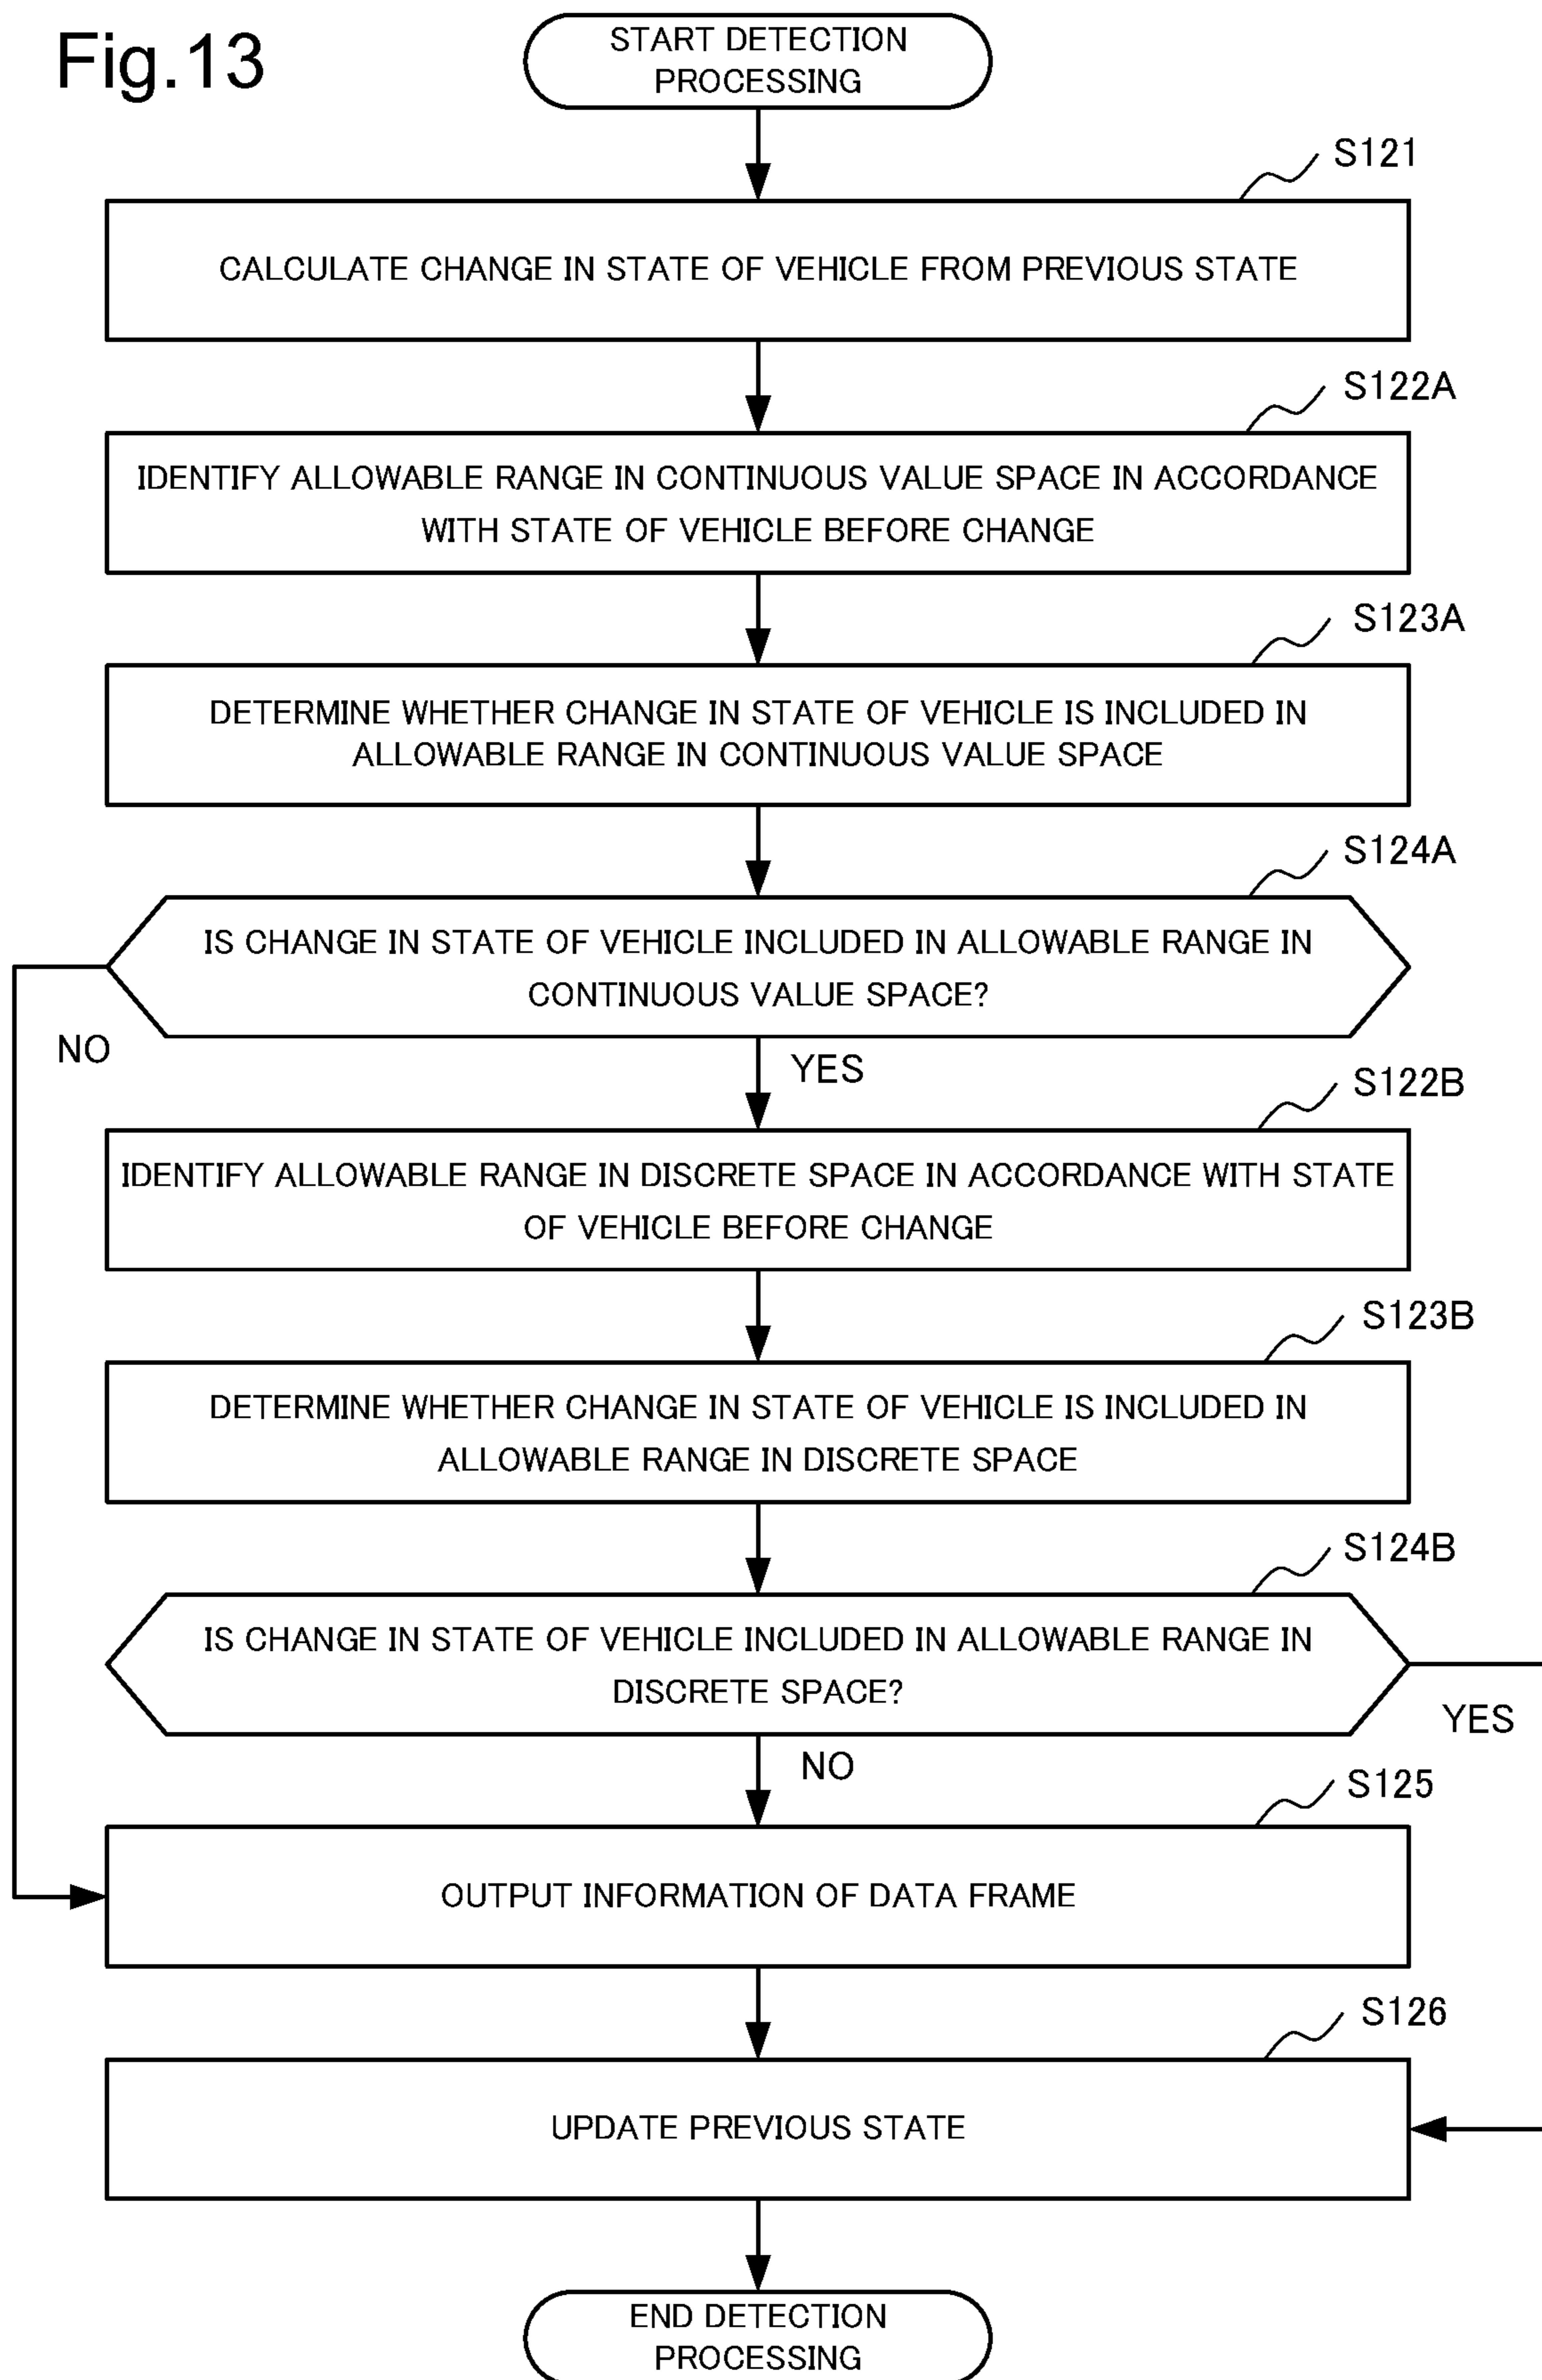 Fig.13
START DETECTION
PROCESSING
S121
CALCULATE CHANGE IN STATE OF VEHICLE FROM PREVIOUS STATE
S122A
IDENTIFY ALLOWABLE RANGE IN CONTINUOUS VALUE SPACE IN ACCORDANCE
WITH STATE OF VEHICLE BEFORE CHANGE
S123A
DETERMINE WHETHER CHANGE IN STATE OF VEHICLE IS INCLUDED IN
ALLOWABLE RANGE IN CONTINUOUS VALUE SPACE
S124A
IS CHANGE IN STATE OF VEHICLE INCLUDED IN ALLOWABLE RANGE IN
CONTINUOUS VALUE SPACE?
NO
YES
S122B
IDENTIFY ALLOWABLE RANGE IN DISCRETE SPACE IN ACCORDANCE WITH STATE
OF VEHICLE BEFORE CHANGE
S123B
DETERMINE WHETHER CHANGE IN STATE OF VEHICLE IS INCLUDED IN
ALLOWABLE RANGE IN DISCRETE SPACE
S124B
IS CHANGE IN STATE OF VEHICLE INCLUDED IN ALLOWABLE RANGE IN
DISCRETE SPACE?
YES
NO
S125
OUTPUT INFORMATION OF DATA FRAME
S126
UPDATE PREVIOUS STATE
END DETECTION
PROCESSING